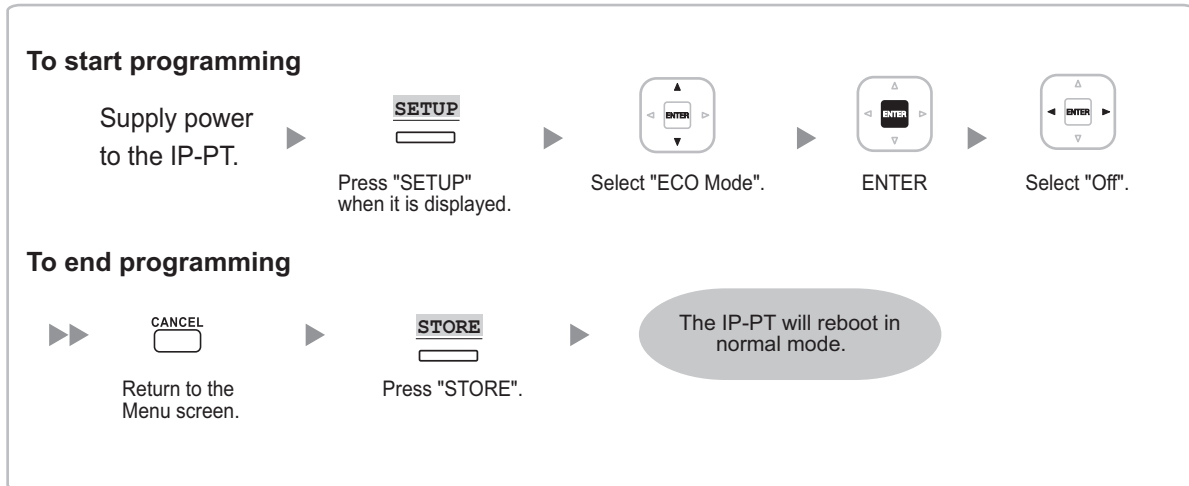 To start programming
Supply power
to the IP-PT.
SETUP
Press "SETUP"
when it is displayed.
ENTER
Select "ECO Mode".
ENTER
ENTER
ENTER
Select "Off".
To end programming
CANCEL
Return to the
Menu screen.
STORE
Press "STORE".
The IP-PT will reboot in
normal mode.